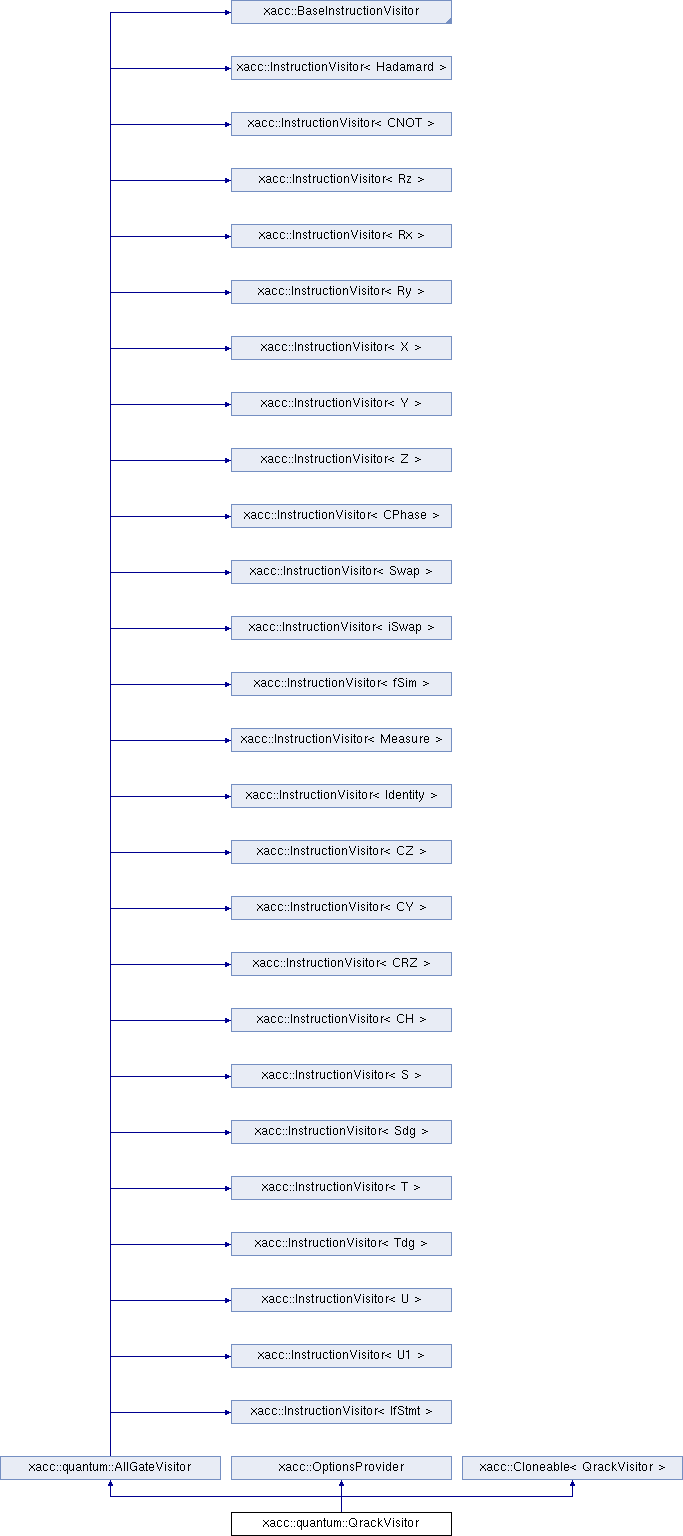 xacc::BaseInstructionVisitor
xacc::InstructionVisitor< Hadamard >
xacc::InstructionVisitor< CNOT >
xacc::InstructionVisitor< Rz >
xacc::InstructionVisitor< Rx >
xacc::InstructionVisitor< Ry >
xacc::InstructionVisitor< X >
xacc::InstructionVisitor< Y >
xacc::InstructionVisitor< Z >
xacc::InstructionVisitor< CPhase >
xacc::InstructionVisitor< Swap >
xacc::InstructionVisitor< iSwap >
xacc::InstructionVisitor< fSim >
xacc::InstructionVisitor< Measure >
xacc::InstructionVisitor< Identity >
xacc::InstructionVisitor< CZ >
xacc::InstructionVisitor< CY >
xacc::InstructionVisitor< CRZ >
xacc::InstructionVisitor< CH >
xacc::InstructionVisitor< S >
xacc::InstructionVisitor< Sdg >
xacc::InstructionVisitor< T >
xacc::InstructionVisitor< Tdg >
xacc::InstructionVisitor< U >
xacc::InstructionVisitor< U1 >
xacc::InstructionVisitor< IfStmt >
xacc::quantum::AllGateVisitor xacc::OptionsProvider xacc::Cloneable< QrackVisitor >
xacc::quantum::QrackVisitor